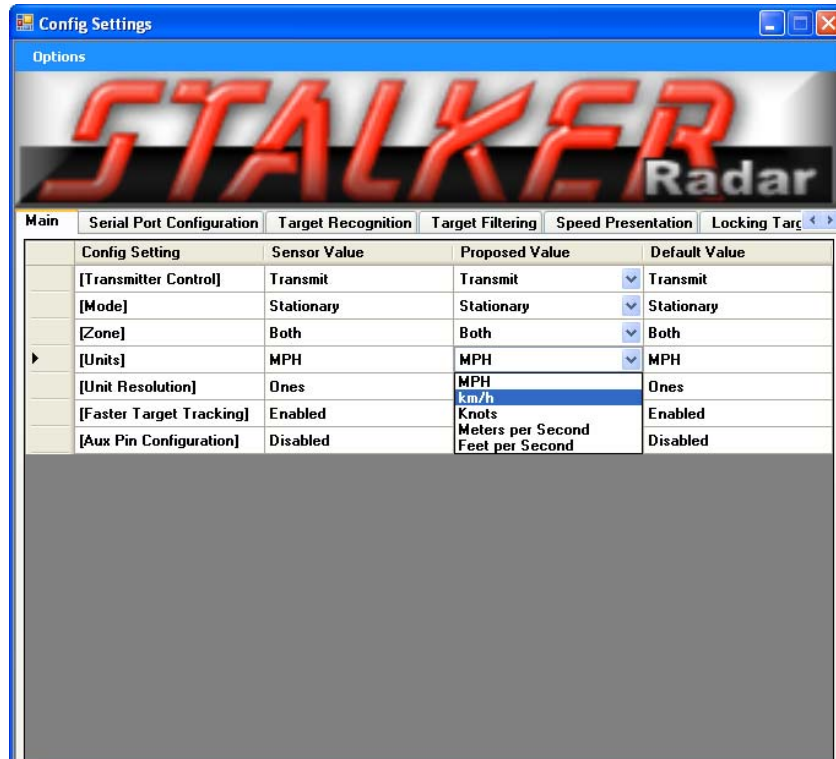 Config Settings
Options
STALKER
Radar
Main Serial Port Configuration Target Recognition Target Filtering Speed Presentation Locking Targ
Config Setting Sensor Value Proposed Value Default Value
[Transmitter Control] Transmit Transmit Transmit
[Mode] Stationary Stationary Stationary
[Zone] Both Both Both
[Units] MPH MPH MPH
[Unit Resolution] Ones MPH Ones
km/h
[Faster Target Tracking] Enabled Knots Enabled
Meters per Second
[Aux Pin Configuration] Disabled Feet per Second Disabled